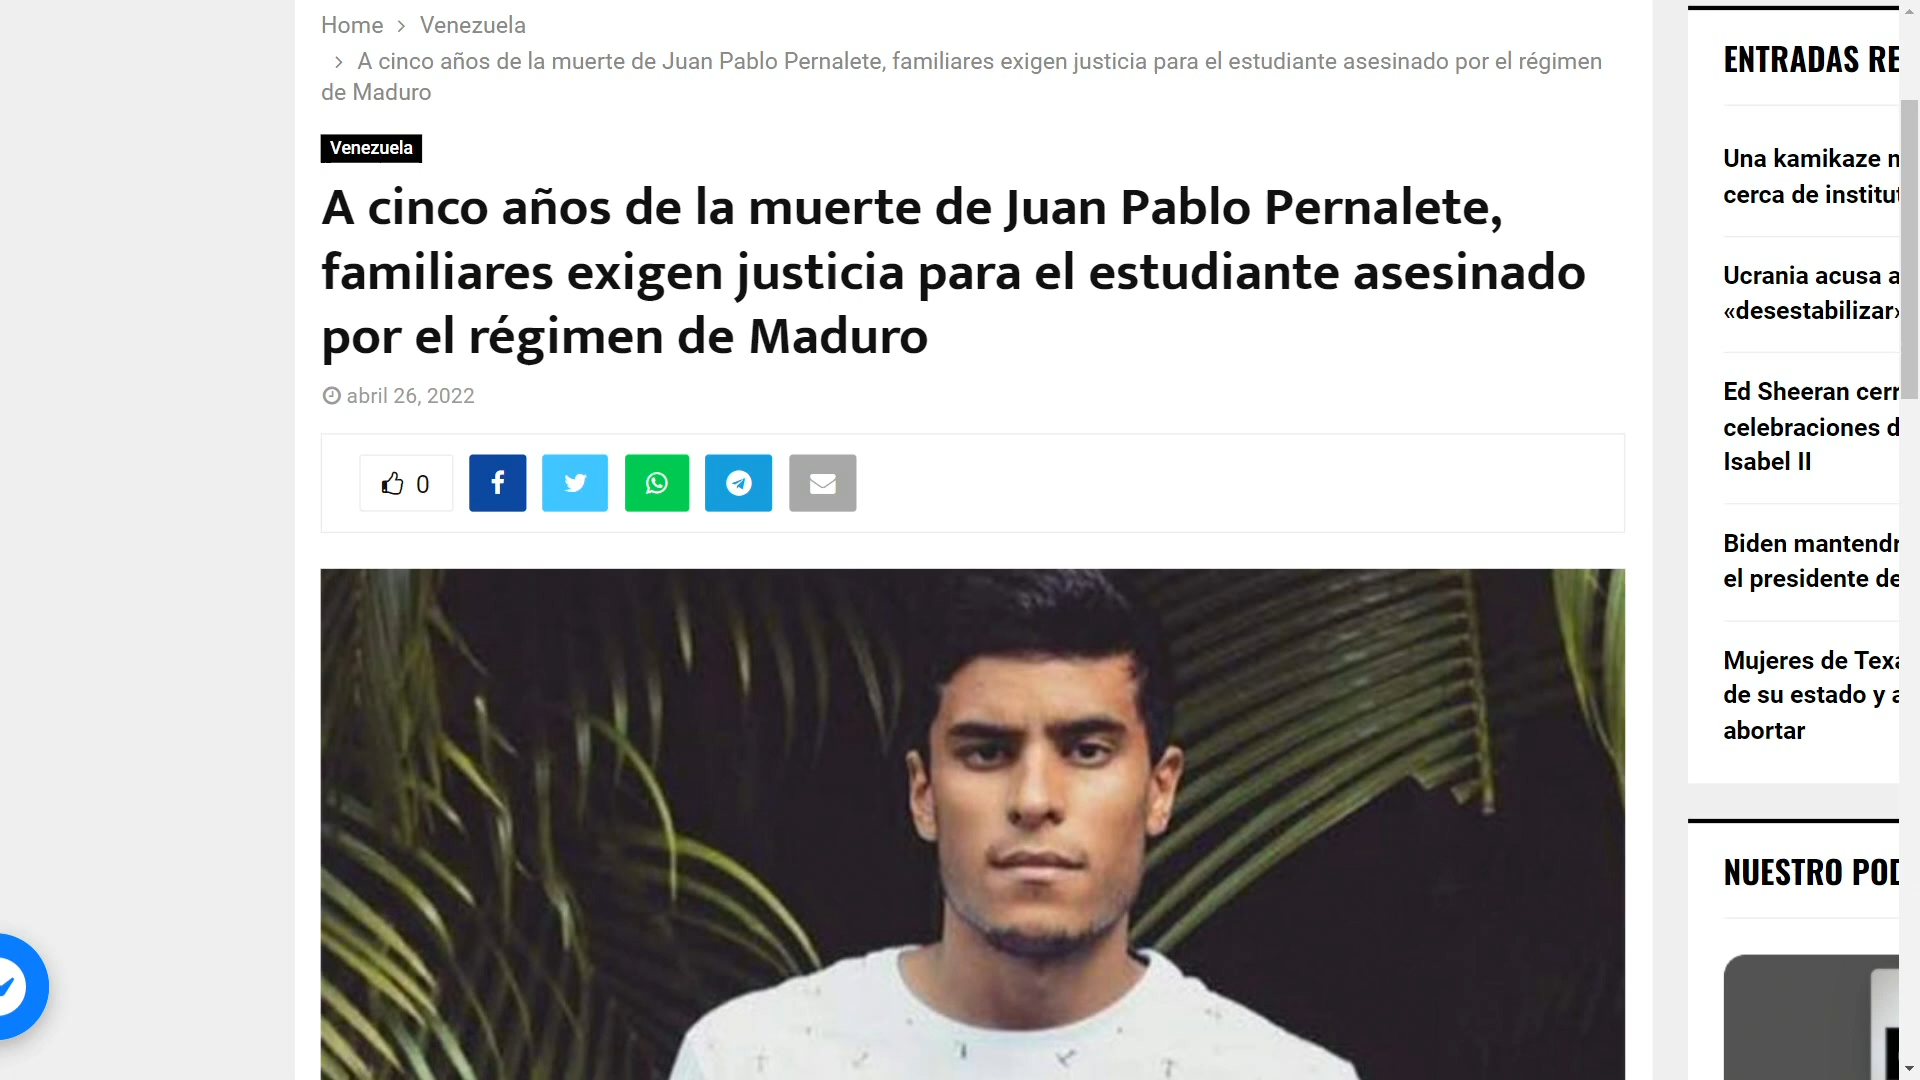 Home > Venezuela
> A cinco años de la muerte de Juan Pablo Pernalete, familiares exigen justicia para el estudiante asesinado por el régimen
de Maduro
Venezuela
A cinco años de la muerte de Juan Pablo Pernalete,
familiares exigen justicia para el estudiante asesinado
por el régimen de Maduro
abril 26, 2022
0
ENTRADAS RE
Una kamikaze
cerca de institu
Ucrania acusa a
«desestabilizar»
Ed Sheeran cerr
celebraciones d
Isabel II
Biden mantend
el presidente de
Mujeres de Texa
de su estado y a
abortar
NUESTRO POD